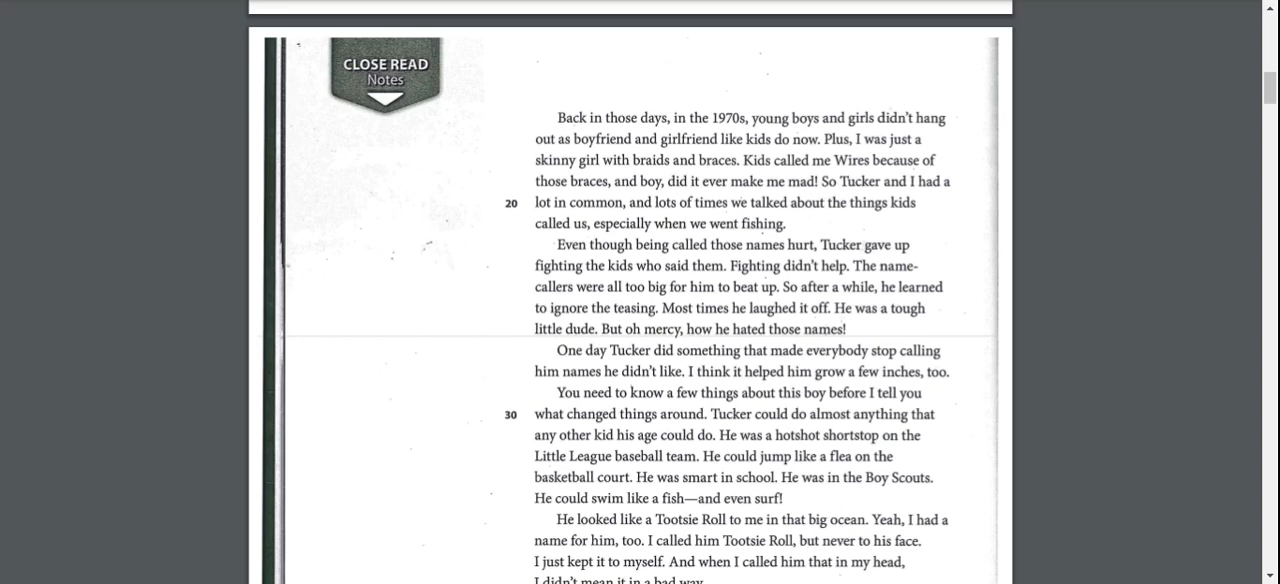 CLOSE READ
Notes
Back in those days, in the 1970s, young boys and girls didn't hang
out as boyfriend and girlfriend like kids do now. Plus, I was just a
skinny girl with braids and braces. Kids called me Wires because of
those braces, and boy, did it ever make me mad! So Tucker and I had a
20 lot in common, and lots of times we talked about the things kids
called us, especially when we went fishing.
Even though being called those names hurt, Tucker gave up
fighting the kids who said them. Fighting didn't help. The name-
callers were all too big for him to beat up. So after a while, he learned
to ignore the teasing. Most times he laughed it off. He was a tough
little dude. But oh mercy, how he hated those names!
One day Tucker did something that made everybody stop calling
him names he didn't like. I think it helped him grow a few inches, too.
You need to know a few things about this boy before I tell you
30 what changed things around. Tucker could do almost anything that
any other kid his age could do. He was a hotshot shortstop on the
Little League baseball team. He could jump like a flea on the
basketball court. He was smart in school. He was in the Boy Scouts.
He could swim like a fish—and even surf!
He looked like a Tootsie Roll to me in that big ocean. Yeah, I had a
name for him, too. I called him Tootsie Roll, but never to his face.
I just kept it to myself. And when I called him that in my head,
I didn't mean it in a bad way.